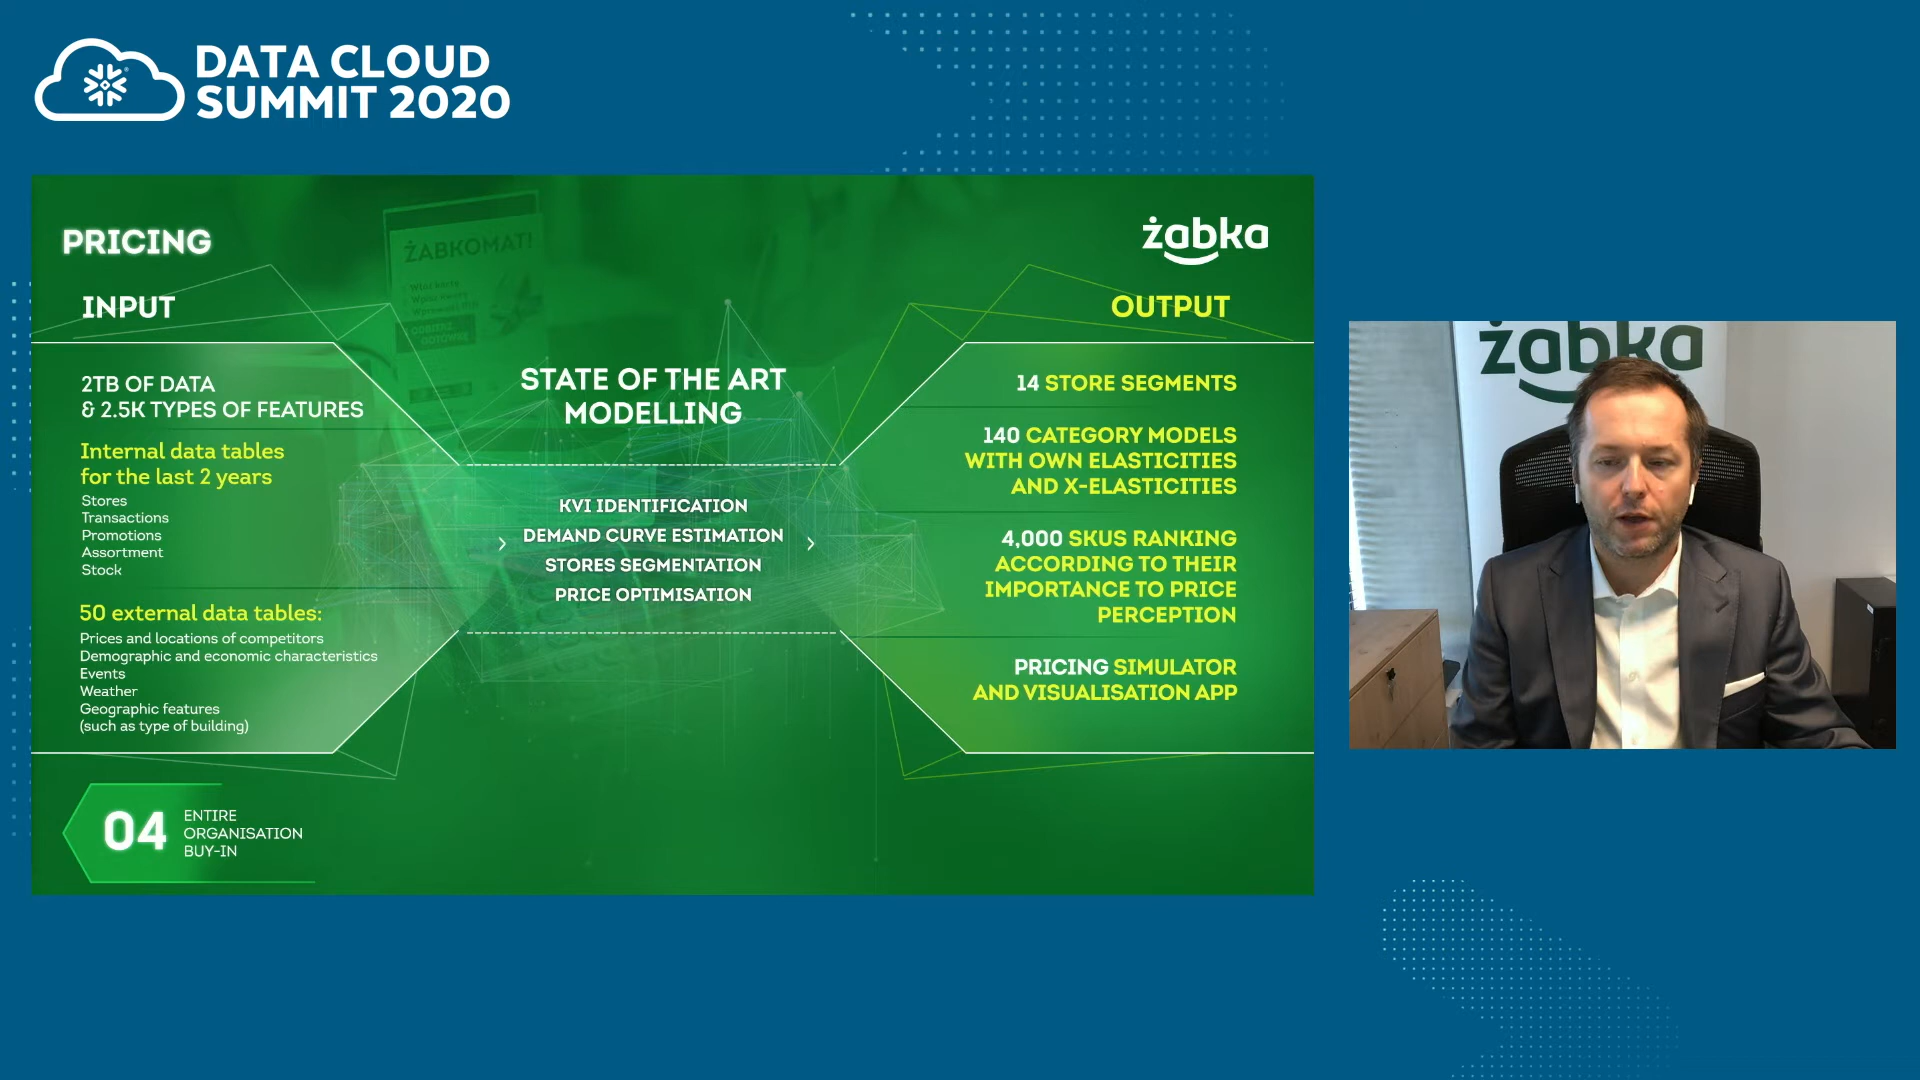 DATA CLOUD
SUMMIT 2020
PRICING
żabka
INPUT
OUTPUT
2TB OF DATA
& 2.5K TYPES OF FEATURES
Internal data tables
for the last 2 years
Stores
Transactions
Promotions
Assortment
Stock
50 external data tables:
Prices and locations of competitors
Demographic and economic characteristics
Events
Weather
Geographic features
(such as type of building)
STATE OF THE ART
MODELLING
KVI IDENTIFICATION
DEMAND CURVE ESTIMATION
STORES SEGMENTATION
PRICE OPTIMISATION
14 STORE SEGMENTS
140 CATEGORY MODELS
WITH OWN ELASTICITIES
AND X-ELASTICITIES
4,000 SKUS RANKING
ACCORDING TO THEIR
IMPORTANCE TO PRICE
PERCEPTION
PRICING SIMULATOR
AND VISUALISATION APP
04
ENTIRE
ORGANISATION
BUY-IN
ŻABKOMAT!
żabka